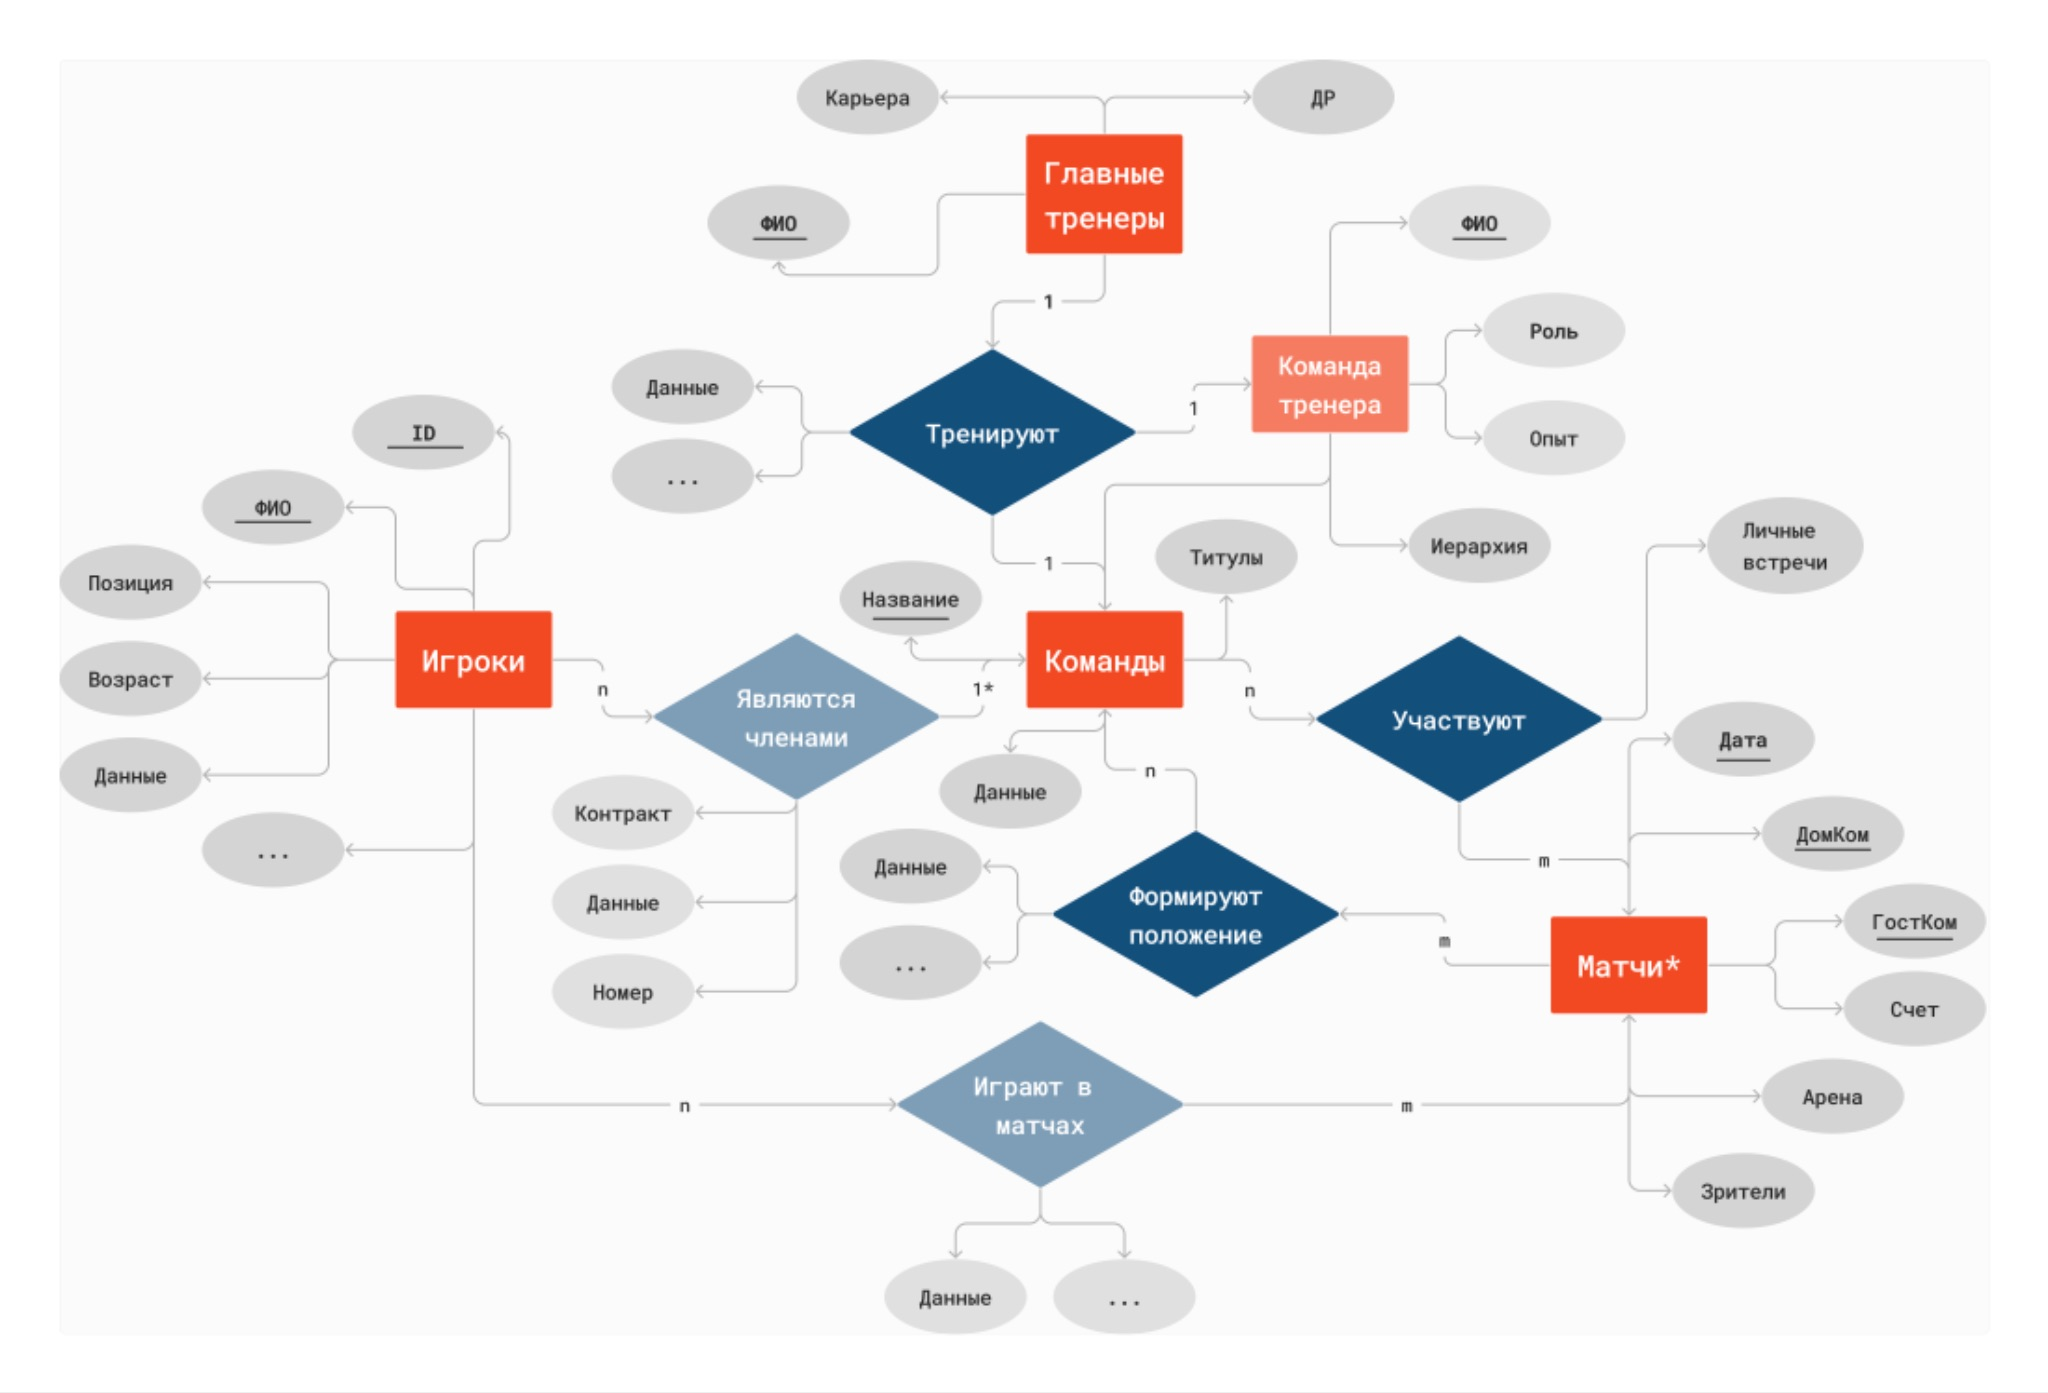 Карьера
ДР
Главные
тренеры
ФИО
ФИО
1
Роль
Команда
тренера
Данные
1
Тренируют
ID
Опыт
...
ФИО
Личные
встречи
Иерархия
Титулы
1
Позиция
Название
Игроки
Команды
Возраст
n
1*
n
Являются
членами
Участвуют
Дата
Данные
n
Данные
Контракт
ДомКом
...
m
Данные
Данные
Формируют
положение
m
ГостКом
...
Матчи*
Номер
Счет
Играют в
матчах
n
m
Арена
Зрители
Данные
...